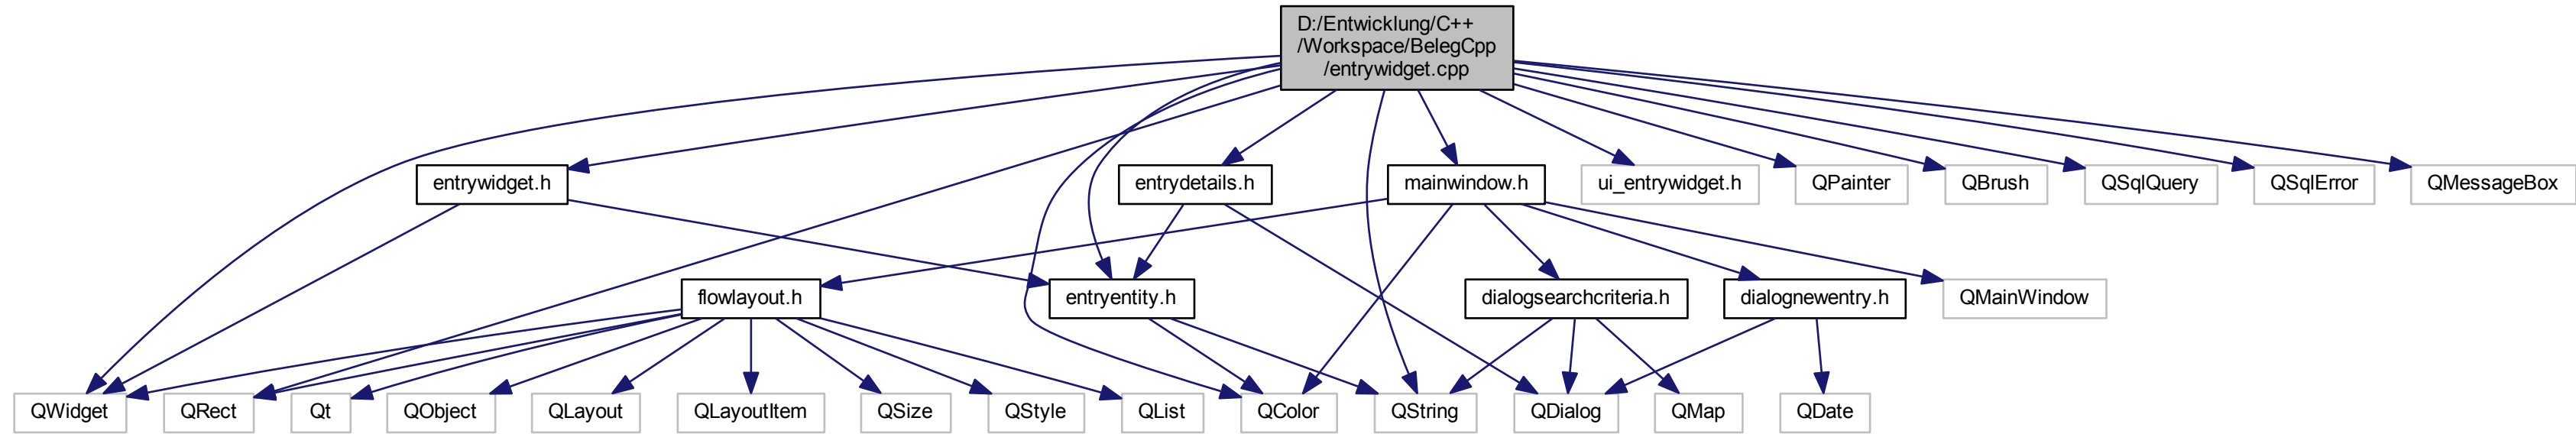 D:/Entwicklung/C++
/Workspace/BelegCpp
/entrywidget.cpp
entrywidget.h
entrydetails.h
mainwindow.h
ui_entrywidget.h
QPainter
QBrush
QSqlQuery
QSqlError
QMessageBox
flowlayout.h
entryentity.h
dialogsearchcriteria.h
dialognewentry.h
QMainWindow
QWidget
QRect
Qt
QObject
QLayout
QLayoutItem
QSize
QStyle
QList
QColor
QString
QDialog
QMap
QDate